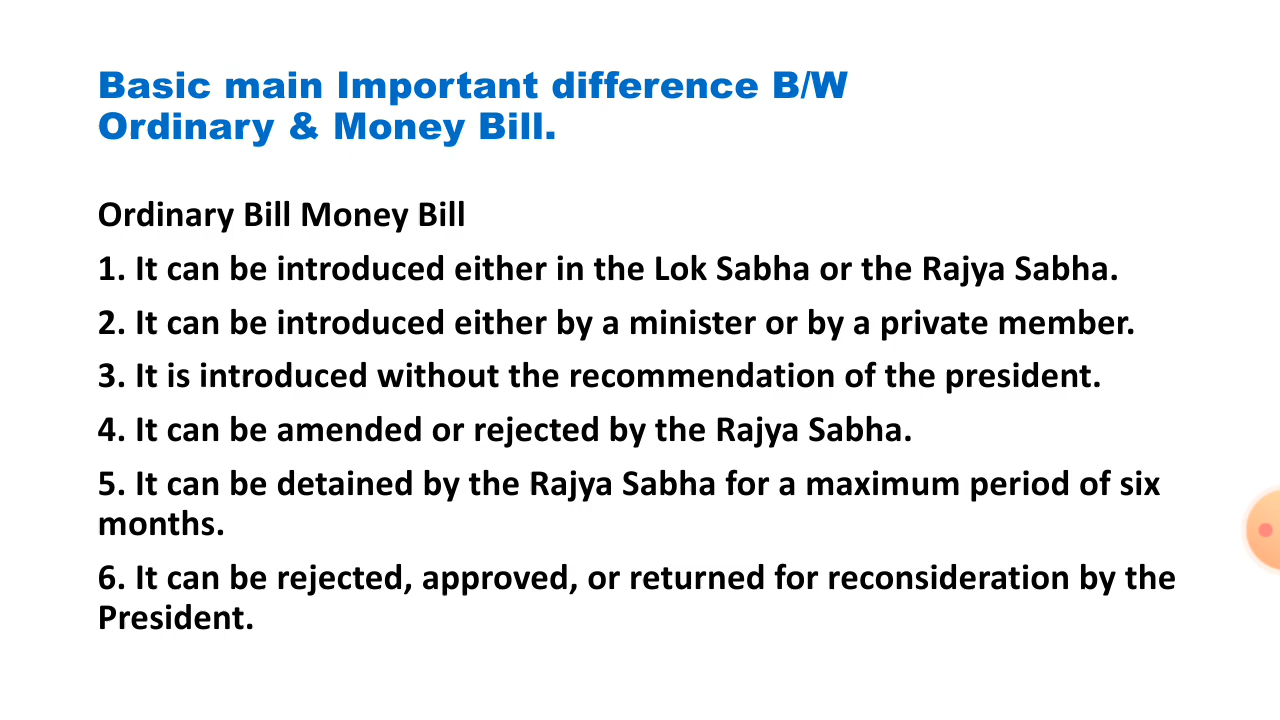 Basic main Important difference B/W
Ordinary & Money Bill.
Ordinary Bill Money Bill
1. It can be introduced either in the Lok Sabha or the Rajya Sabha.
2. It can be introduced either by a minister or by a private member.
3. It is introduced without the recommendation of the president.
4. It can be amended or rejected by the Rajya Sabha.
5. It can be detained by the Rajya Sabha for a maximum period of six
months.
6. It can be rejected, approved, or returned for reconsideration by the
President.